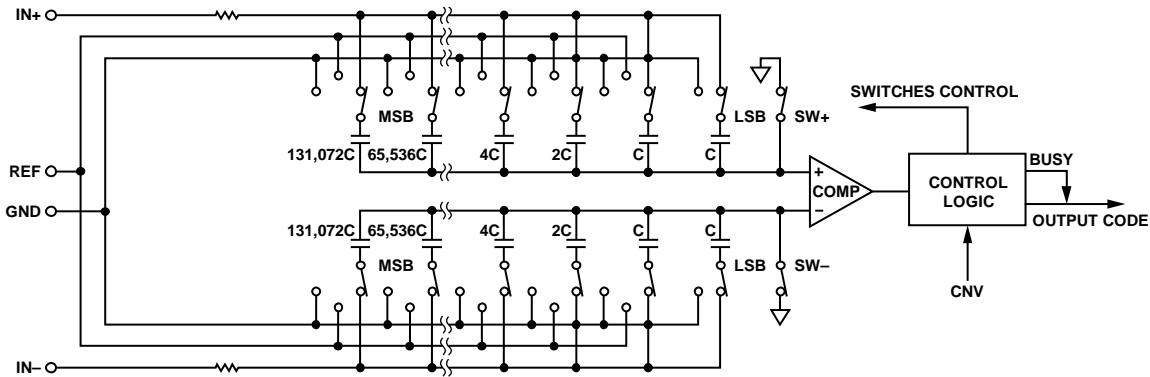 IN+
MSB
LSB
SW+
131,072C 65,536C 4C 2C C C
SWITCHES CONTROL
REF
GND
+
COMP
−
CONTROL
LOGIC
BUSY
OUTPUT CODE
131,072C 65,536C 4C 2C C C
MSB
LSB
SW–
CNV
IN–